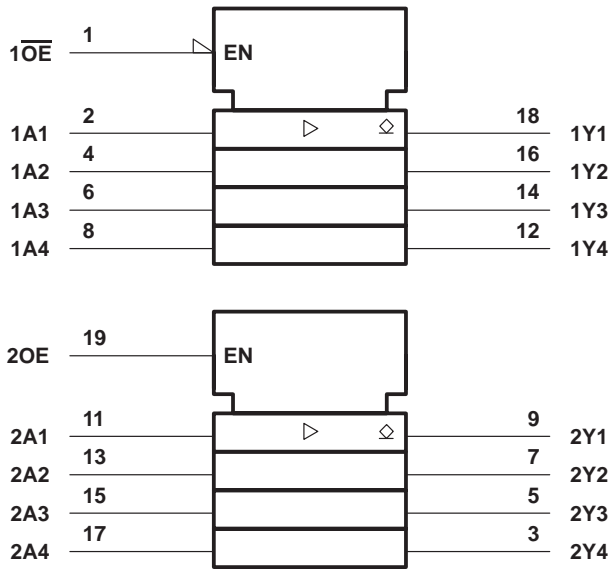 1O̅E̅ 1 EN
1A1 2 18 1Y1
1A2 4 16 1Y2
1A3 6 14 1Y3
1A4 8 12 1Y4
2OE 19 EN
2A1 11 9 2Y1
2A2 13 7 2Y2
2A3 15 5 2Y3
2A4 17 3 2Y4